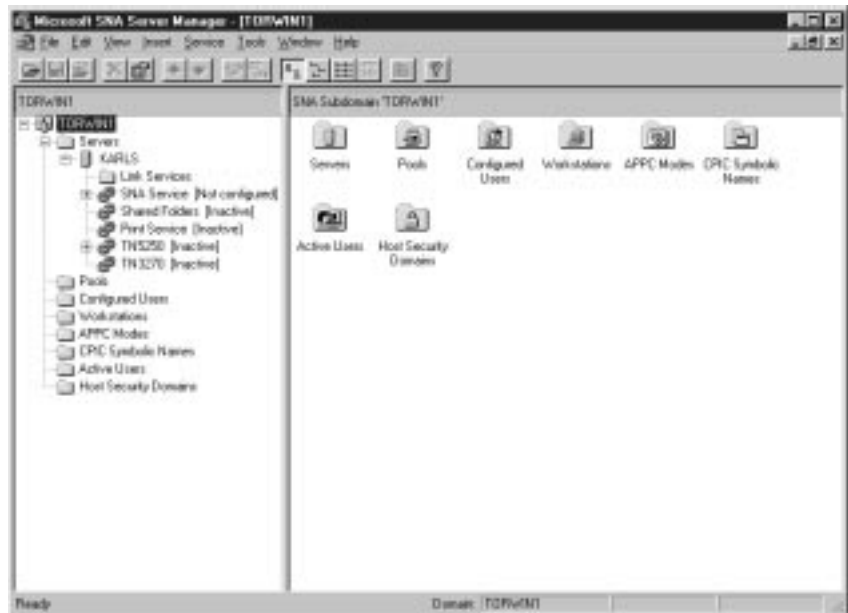 Microsoft SNA Server Manager - [TORWIN1]
File Edit View Insert Service Tools Window Help
TORWIN1
SNA Subdomain 'TORWIN1'
TORWIN1
Servers
KARLS
Link Services
SNA Service [Not configured]
Shared Folders [Inactive]
Print Service [Inactive]
TN5250 [Inactive]
TN3270 [Inactive]
Pools
Configured Users
Workstations
APPC Modes
CPIC Symbolic Names
Active Users
Host Security Domains
Servers
Pools
Configured Users
Workstations
APPC Modes
CPIC Symbolic Names
Active Users
Host Security Domains
Ready
Domain: TORWIN1